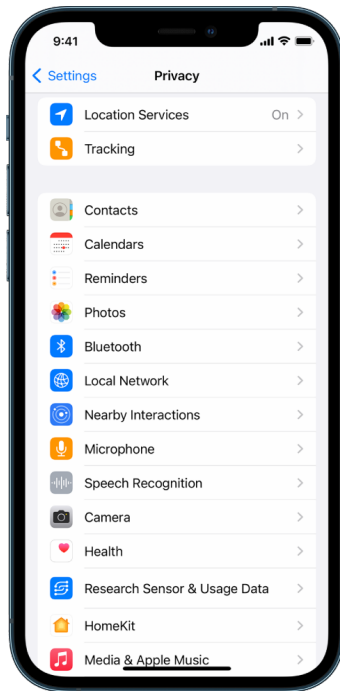 9:41
Settings
Privacy
Location Services On
Tracking
Contacts
Calendars
Reminders
Photos
Bluetooth
Local Network
Nearby Interactions
Microphone
Speech Recognition
Camera
Health
Research Sensor & Usage Data
HomeKit
Media & Apple Music